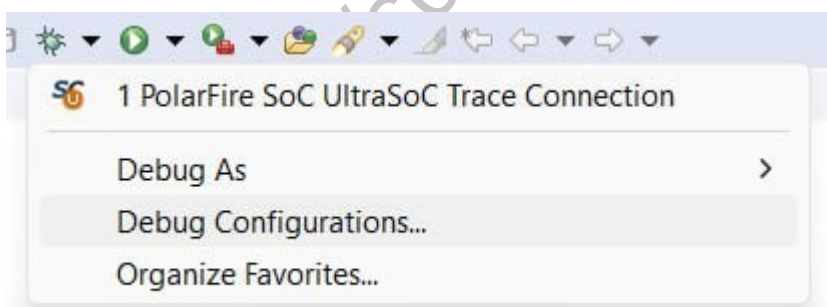 1 PolarFire SoC UltraSoC Trace Connection
Debug As
Debug Configurations...
Organize Favorites...